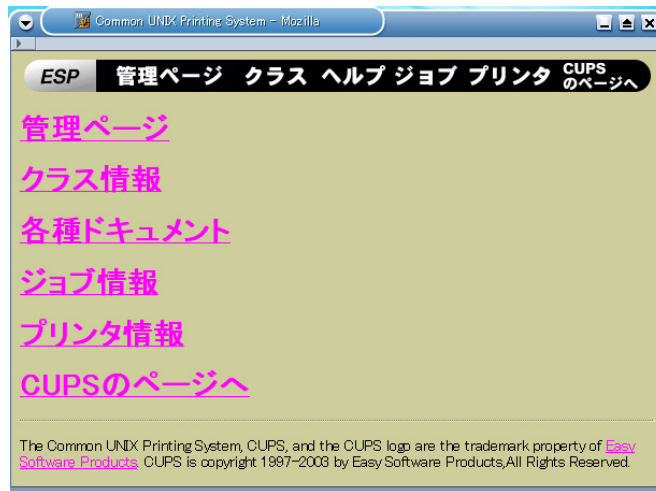 Common UNIX Printing System - Mozilla
ESP 管理ページ クラス ヘルプ ジョブ プリンタ CUPS
のページへ
管理ページ
クラス情報
各種ドキュメント
ジョブ情報
プリンタ情報
CUPSのページへ
The Common UNIX Printing System, CUPS, and the CUPS logo are the trademark property of Easy
Software Products. CUPS is copyright 1997-2003 by Easy Software Products,All Rights Reserved.